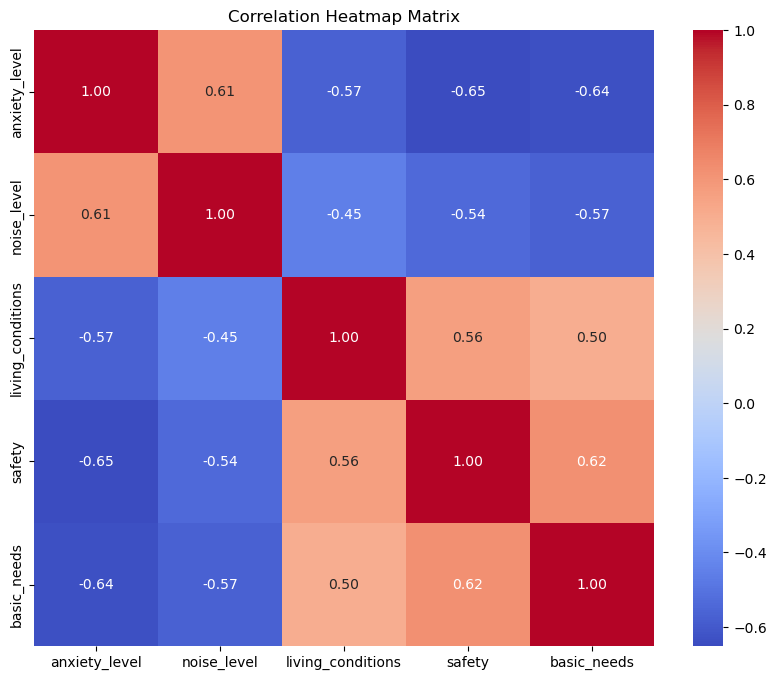 Correlation Heatmap Matrix
anxiety_level 1.00 0.61 -0.57 -0.65 -0.64
noise_level 0.61 1.00 -0.45 -0.54 -0.57
living_conditions -0.57 -0.45 1.00 0.56 0.50
safety -0.65 -0.54 0.56 1.00 0.62
basic_needs -0.64 -0.57 0.50 0.62 1.00
anxiety_level noise_level living_conditions safety basic_needs
1.0
0.8
0.6
0.4
0.2
0.0
-0.2
-0.4
-0.6